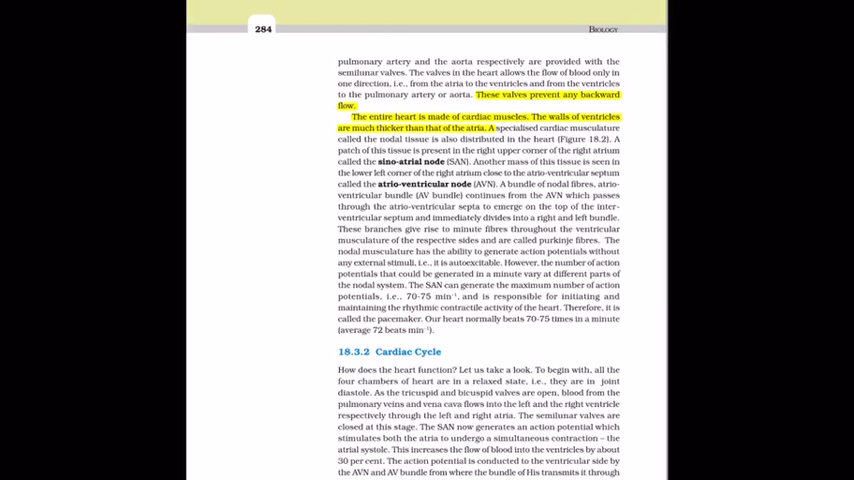 284
BIOLOGY
pulmonary artery and the aorta respectively are provided with the
semilunar valves. The valves in the heart allows the flow of blood only in
one direction, i.e., from the atria to the ventricles and from the ventricles
to the pulmonary artery or aorta. These valves prevent any backward
flow.
The entire heart is made of cardiac muscles. The walls of ventricles
are much thicker than that of the atria. A specialised cardiac musculature
called the nodal tissue is also distributed in the heart (Figure 18.2). A
patch of this tissue is present in the right upper corner of the right atrium
called the sino-atrial node (SAN). Another mass of this tissue is seen in
the lower left corner of the right atrium close to the atrio-ventricular septum
called the atrio-ventricular node (AVN). A bundle of nodal fibres, atrio-
ventricular bundle (AV bundle) continues from the AVN which passes
through the atrio-ventricular septa to emerge on the top of the inter-
ventricular septum and immediately divides into a right and left bundle.
These branches give rise to minute fibres throughout the ventricular
musculature of the respective sides and are called purkinje fibres. The
nodal musculature has the ability to generate action potentials without
any external stimuli, i.e., it is autoexcitable. However, the number of action
potentials that could be generated in a minute vary at different parts of
the nodal system. The SAN can generate the maximum number of action
potentials, i.e., 70-75 min⁻¹, and is responsible for initiating and
maintaining the rhythmic contractile activity of the heart. Therefore, it is
called the pacemaker. Our heart normally beats 70-75 times in a minute
(average 72 beats min⁻¹).
18.3.2 Cardiac Cycle
How does the heart function? Let us take a look. To begin with, all the
four chambers of heart are in a relaxed state, i.e., they are in joint
diastole. As the tricuspid and bicuspid valves are open, blood from the
pulmonary veins and vena cava flows into the left and the right ventricle
respectively through the left and right atria. The semilunar valves are
closed at this stage. The SAN now generates an action potential which
stimulates both the atria to undergo a simultaneous contraction – the
atrial systole. This increases the flow of blood into the ventricles by about
30 per cent. The action potential is conducted to the ventricular side by
the AVN and AV bundle from where the bundle of His transmits it through